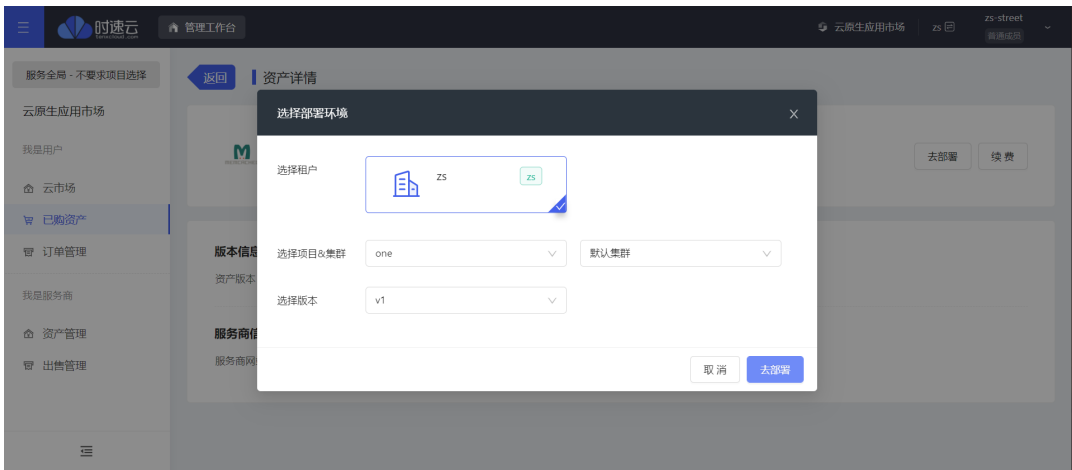 时速云
tenxcloud.com
管理工作台
云原生应用市场
zs
zs-street
普通成员
服务全局 - 不要求项目选择
云原生应用市场
我是用户
云市场
已购资产
订单管理
我是服务商
资产管理
出售管理
返回
资产详情
去部署
续 费
版本信息
资产版本
服务商信
服务商网
选择部署环境
选择租户
zs
zs
选择项目&集群
one
默认集群
选择版本
v1
取 消
去部署